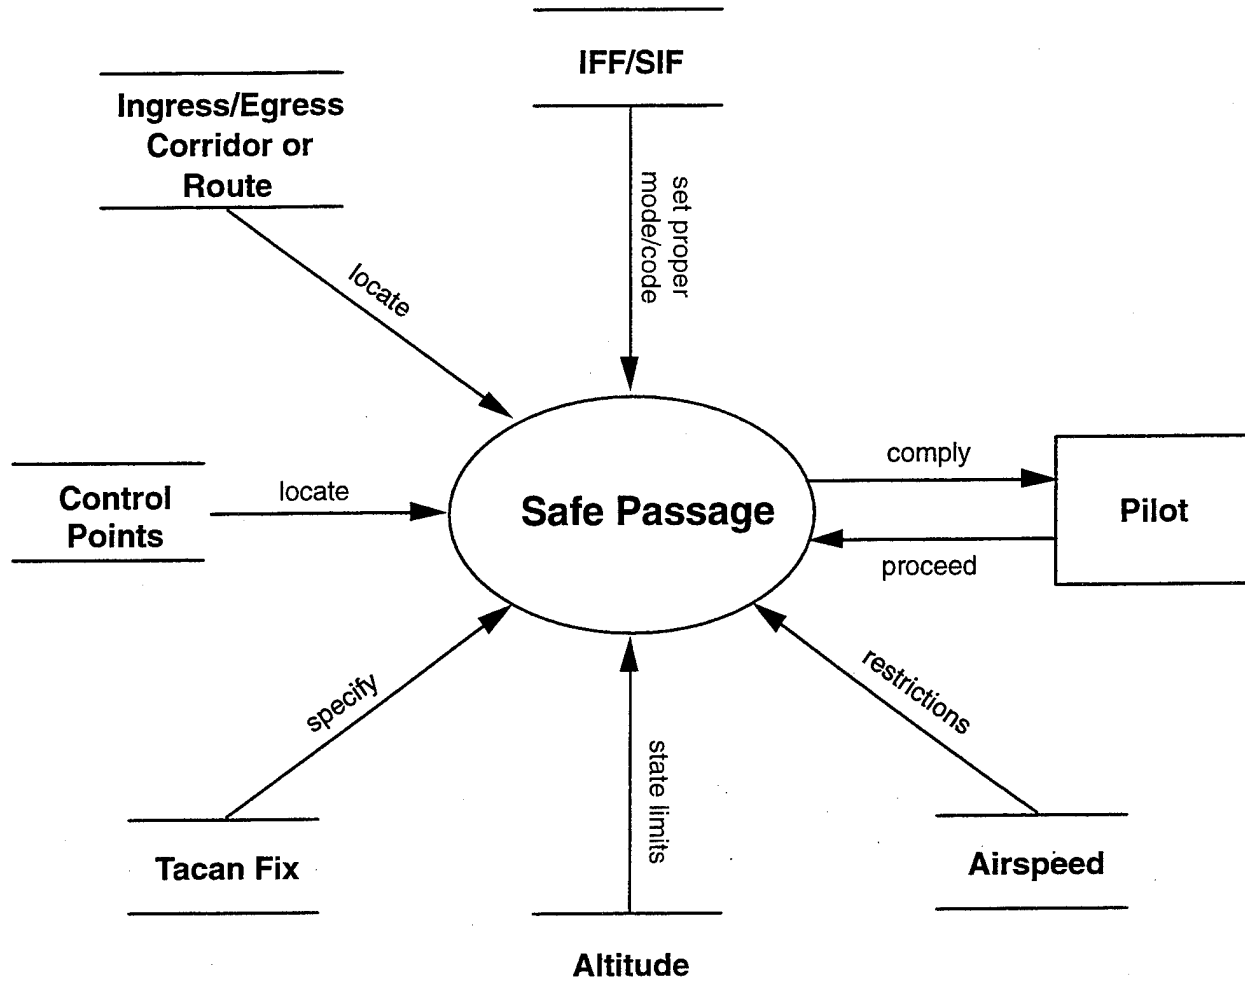 IFF/SIF
Ingress/Egress
Corridor or
Route
set proper
mode/code
locate
Control
Points
locate
Safe Passage
comply
Pilot
proceed
specify
state limits
restrictions
Tacan Fix
Airspeed
Altitude